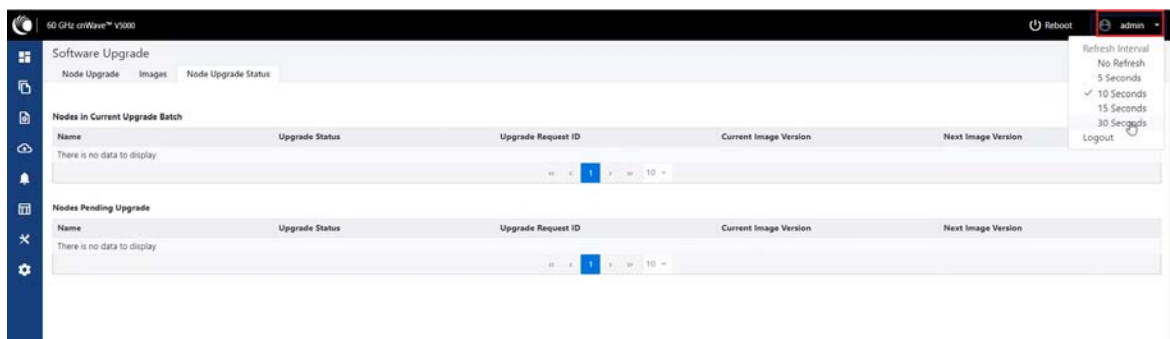 60 GHz cnWave™ V5000 Reboot admin
Software Upgrade
Node Upgrade Images Node Upgrade Status
Refresh Interval
No Refresh
5 Seconds
10 Seconds
15 Seconds
30 Seconds
Logout
Nodes in Current Upgrade Batch
Name Upgrade Status Upgrade Request ID Current Image Version Next Image Version
There is no data to display
« ‹ 1 › » 10
Nodes Pending Upgrade
Name Upgrade Status Upgrade Request ID Current Image Version Next Image Version
There is no data to display
« ‹ 1 › » 10